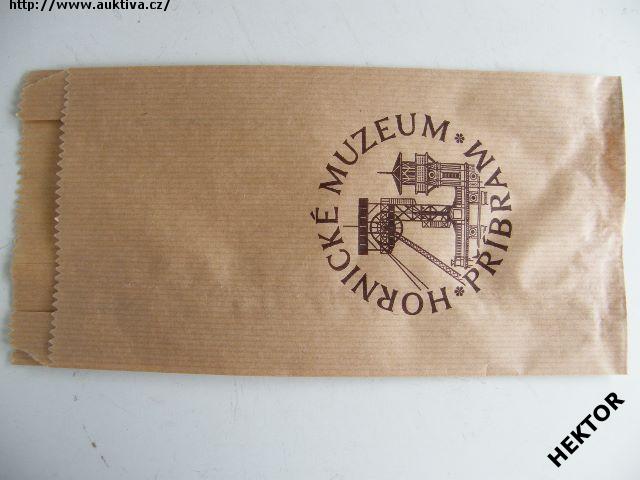 http://www.auktiva.cz/
HORNICKÉ MUZEUM * PŘÍBRAM *
HEKTOR